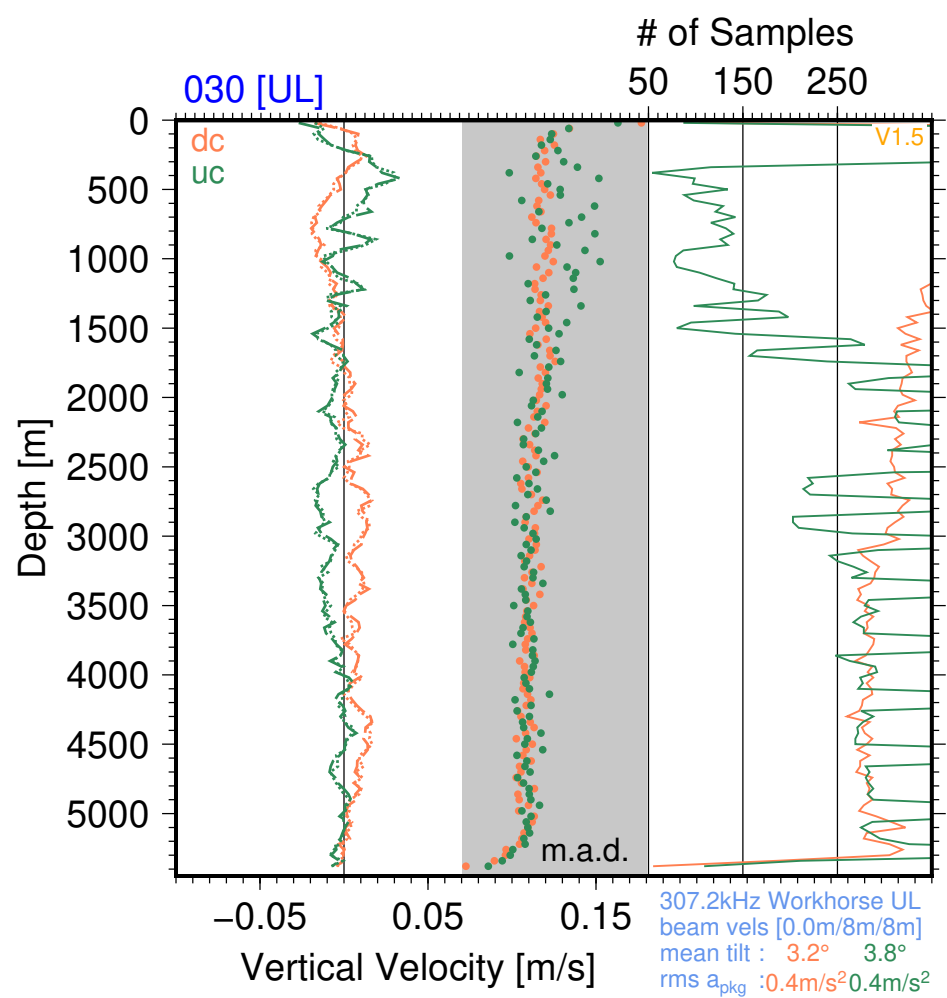 # of Samples
50 150 250
030 [UL]
dc
uc
V1.5
0
500
1000
1500
2000
2500
3000
3500
4000
4500
5000
Depth [m]
m.a.d.
−0.05 0.05 0.15
Vertical Velocity [m/s]
307.2kHz Workhorse UL
beam vels [0.0m/8m/8m]
mean tilt : 3.2° 3.8°
rms a_pkg :0.4m/s² 0.4m/s²